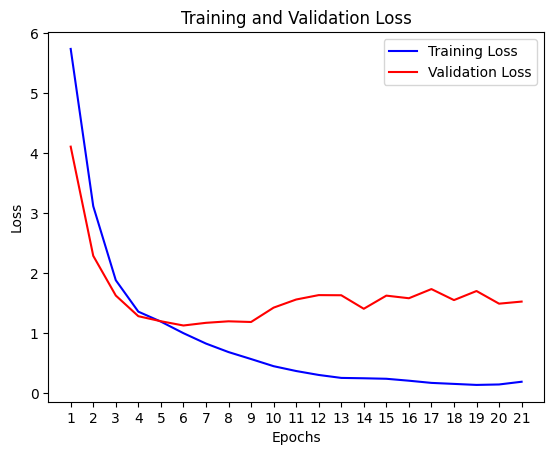 Training and Validation Loss
Training Loss
Validation Loss
6
5
4
3
2
1
0
Loss
1 2 3 4 5 6 7 8 9 10 11 12 13 14 15 16 17 18 19 20 21
Epochs